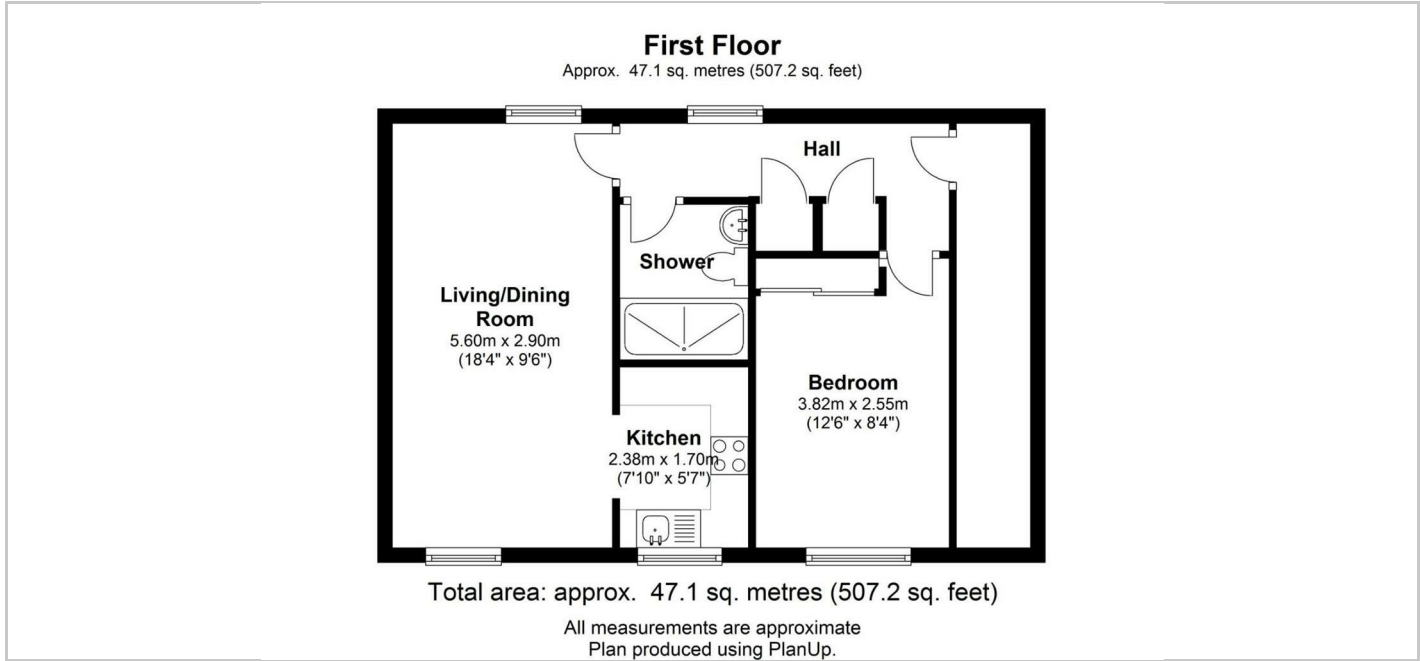 First Floor
Approx. 47.1 sq. metres (507.2 sq. feet)
Hall
Shower
Living/Dining
Room
5.60m x 2.90m
(18'4" x 9'6")
Bedroom
3.82m x 2.55m
(12'6" x 8'4")
Kitchen
2.38m x 1.70m
(7'10" x 5'7")
Total area: approx. 47.1 sq. metres (507.2 sq. feet)
All measurements are approximate
Plan produced using PlanUp.